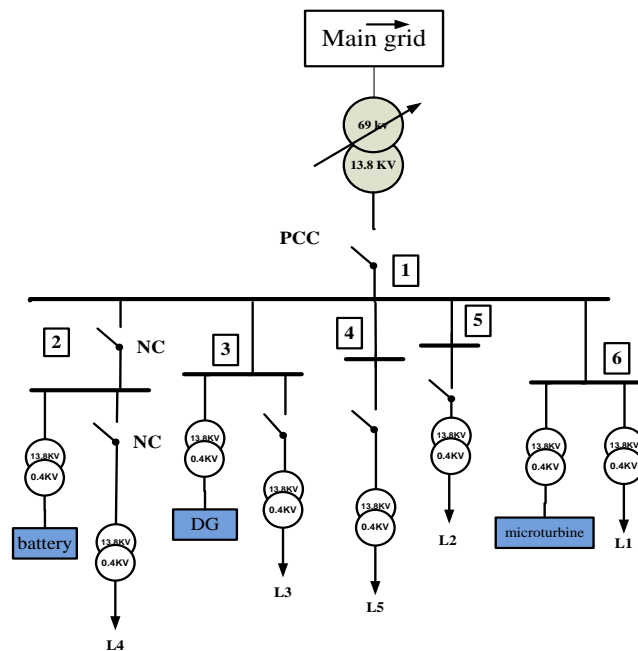 Main grid
69 kv
13.8 KV
PCC
1
2
NC
3
4
5
6
NC
13.8KV
0.4KV
13.8KV
0.4KV
13.8KV
0.4KV
13.8KV
0.4KV
13.8KV
0.4KV
13.8KV
0.4KV
13.8KV
0.4KV
13.8KV
0.4KV
battery
DG
microturbine
L2
L1
L3
L5
L4